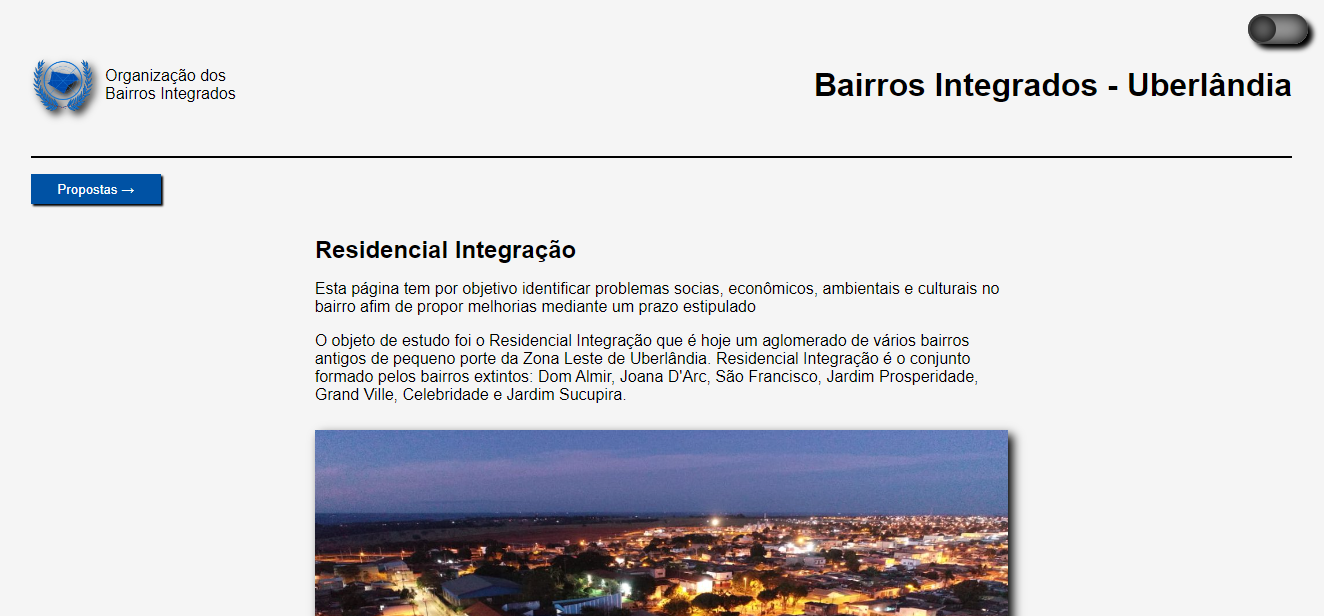 Organização dos
Bairros Integrados
Bairros Integrados - Uberlândia
Propostas →
Residencial Integração
Esta página tem por objetivo identificar problemas socias, econômicos, ambientais e culturais no
bairro afim de propor melhorias mediante um prazo estipulado
O objeto de estudo foi o Residencial Integração que é hoje um aglomerado de vários bairros
antigos de pequeno porte da Zona Leste de Uberlândia. Residencial Integração é o conjunto
formado pelos bairros extintos: Dom Almir, Joana D'Arc, São Francisco, Jardim Prosperidade,
Grand Ville, Celebridade e Jardim Sucupira.